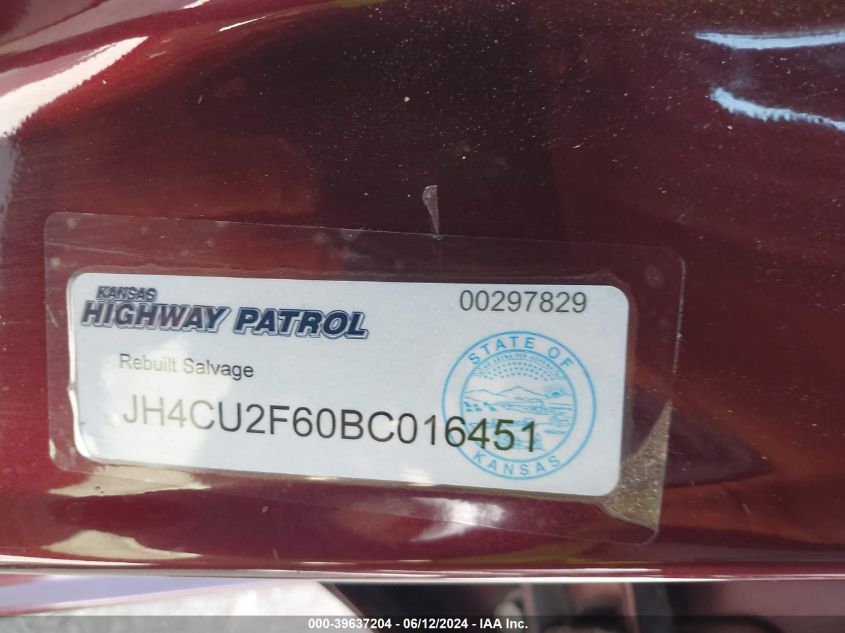 KANSAS
HIGHWAY PATROL
00297829
Rebuilt Salvage
JH4CU2F60BC016451
STATE OF
KANSAS
000-39637204 - 06/12/2024 - IAA Inc.